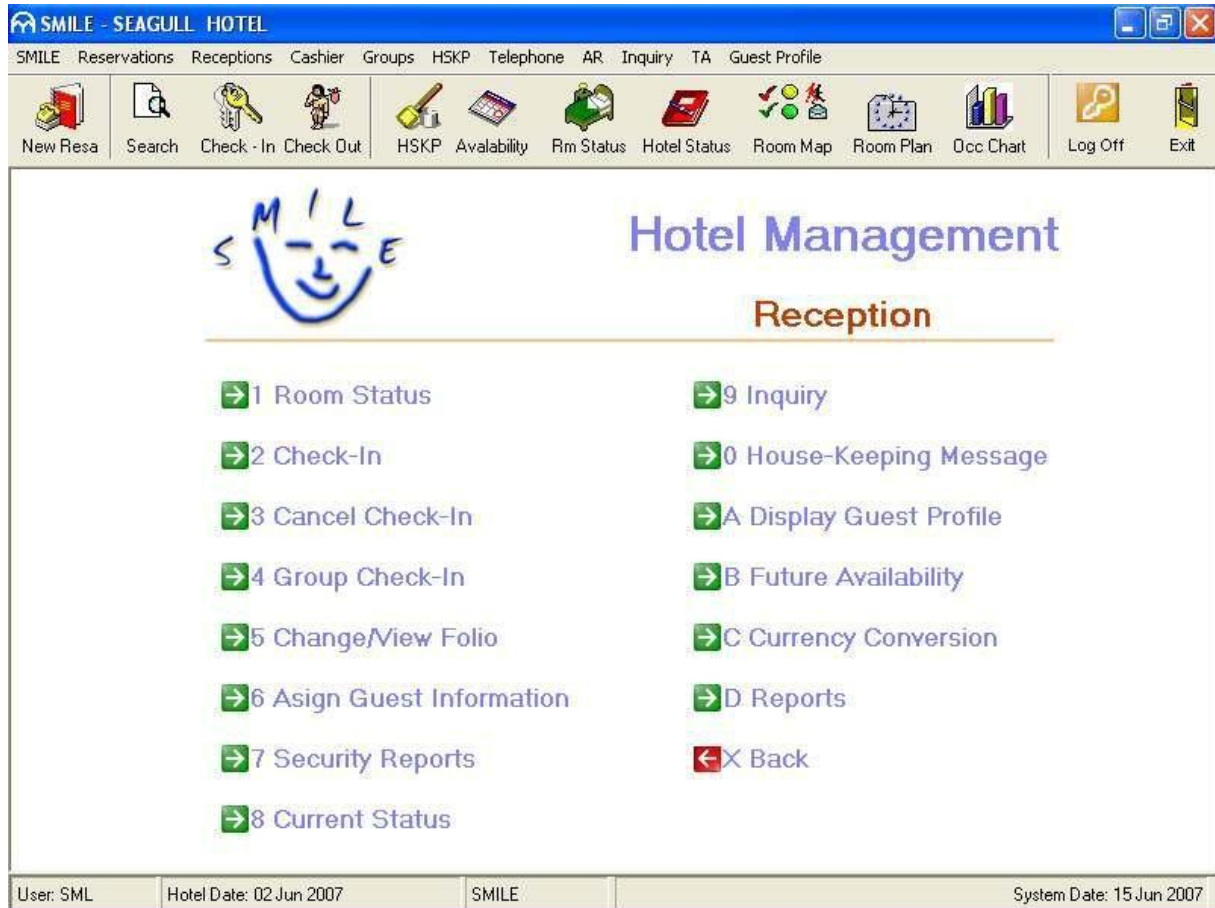 SMILE - SEAGULL HOTEL
SMILE Reservations Receptions Cashier Groups HSKP Telephone AR Inquiry TA Guest Profile
New Resa Search Check - In Check Out HSKP Avalability Rm Status Hotel Status Room Map Room Plan Occ Chart Log Off Exit
S M I L E
Hotel Management
Reception
1 Room Status
2 Check-In
3 Cancel Check-In
4 Group Check-In
5 Change/View Folio
6 Asign Guest Information
7 Security Reports
8 Current Status
9 Inquiry
0 House-Keeping Message
A Display Guest Profile
B Future Availability
C Currency Conversion
D Reports
X Back
User: SML Hotel Date: 02 Jun 2007 SMILE System Date: 15 Jun 2007